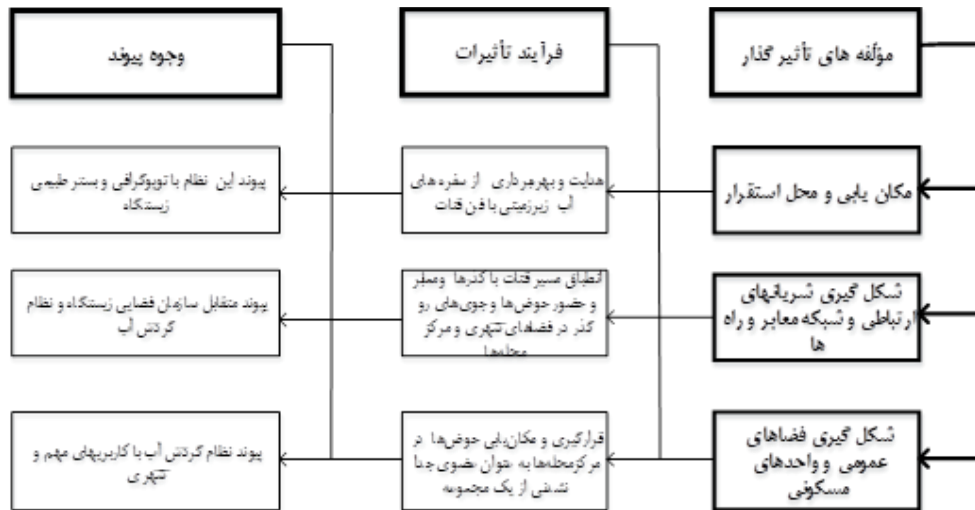 مؤلفه های تأثیر گذار
فرآیند تأثیرات
وجوه پیوند
مکان یابی و محل استقرار
هدایت و بهره‌برداری از سفره های
آب زیرزمینی با فن قنات
پیوند این نظام با توپوگرافی و بستر طبیعی
زیستگاه
شکل گیری شریانهای
ارتباطی و شبکه معابر و راه
ها
انطباق مسیر قنات با گذرها ومعابر
و حضور حوض‌ها وجوی‌های رو
گذر در فضاهای شهری و مرکز
محله‌ها
پیوند متقابل سازمان فضایی زیستگاه و نظام
گردش آب
شکل گیری فضاهای
عمومی و واحدهای
مسکونی
قرارگیری و مکان‌یابی حوض‌ها در
مرکزمحله‌ها به عنوان عضوی جدا
نشدنی از یک مجموعه
پیوند نظام گردش آب با کاربریهای مهم و
شهری